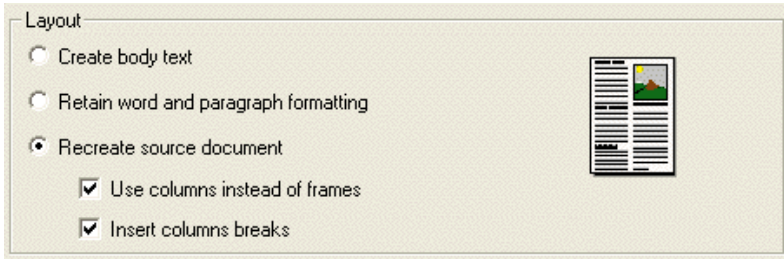 Layout
Create body text
Retain word and paragraph formatting
Recreate source document
Use columns instead of frames
Insert columns breaks